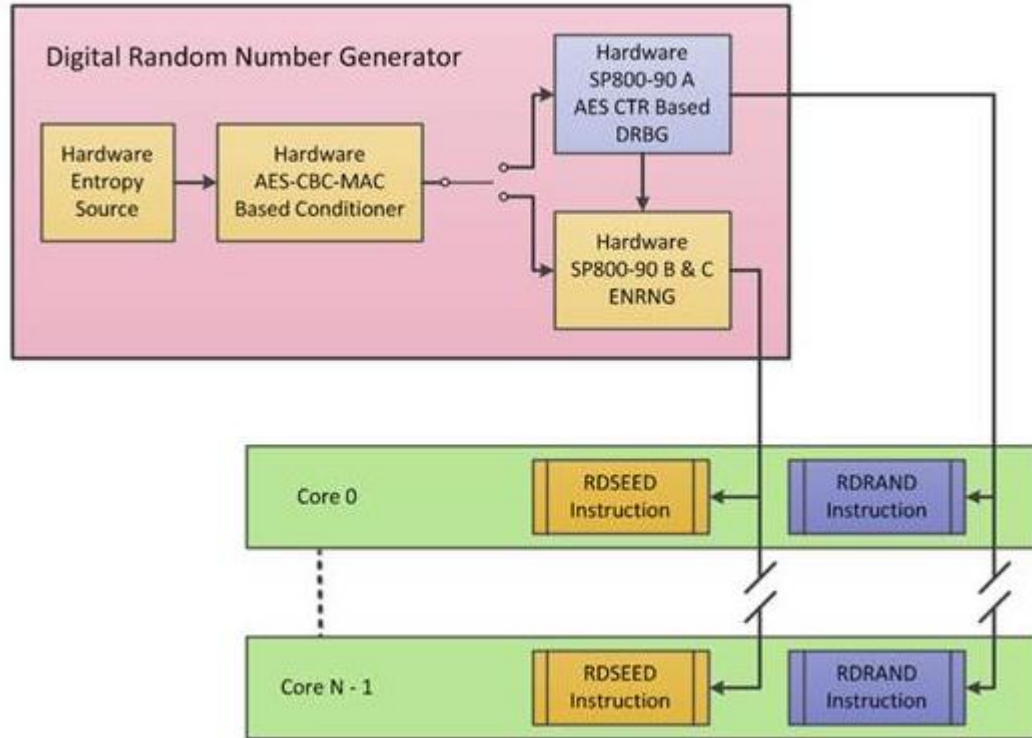 Digital Random Number Generator
Hardware
Entropy
Source
Hardware
AES-CBC-MAC
Based Conditioner
Hardware
SP800-90 A
AES CTR Based
DRBG
Hardware
SP800-90 B & C
ENRNG
Core 0
RDSEED
Instruction
RDRAND
Instruction
Core N - 1
RDSEED
Instruction
RDRAND
Instruction